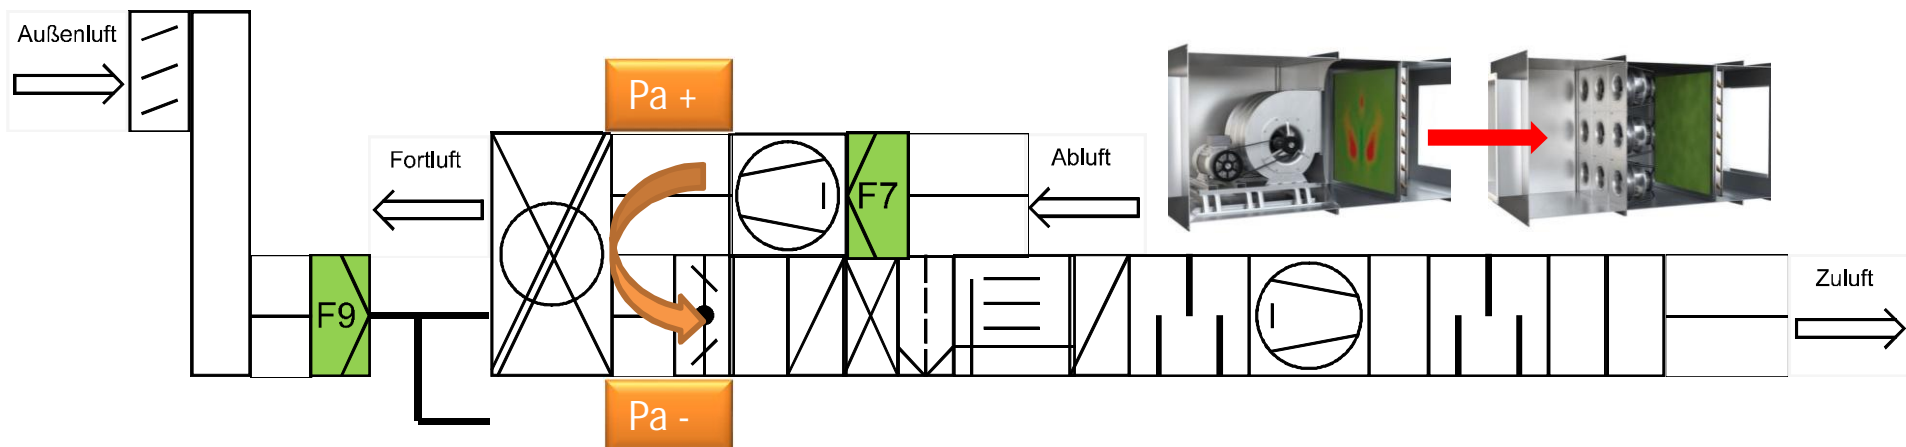 Außenluft
Pa +
Fortluft
F7
Abluft
F9
Zuluft
Pa -